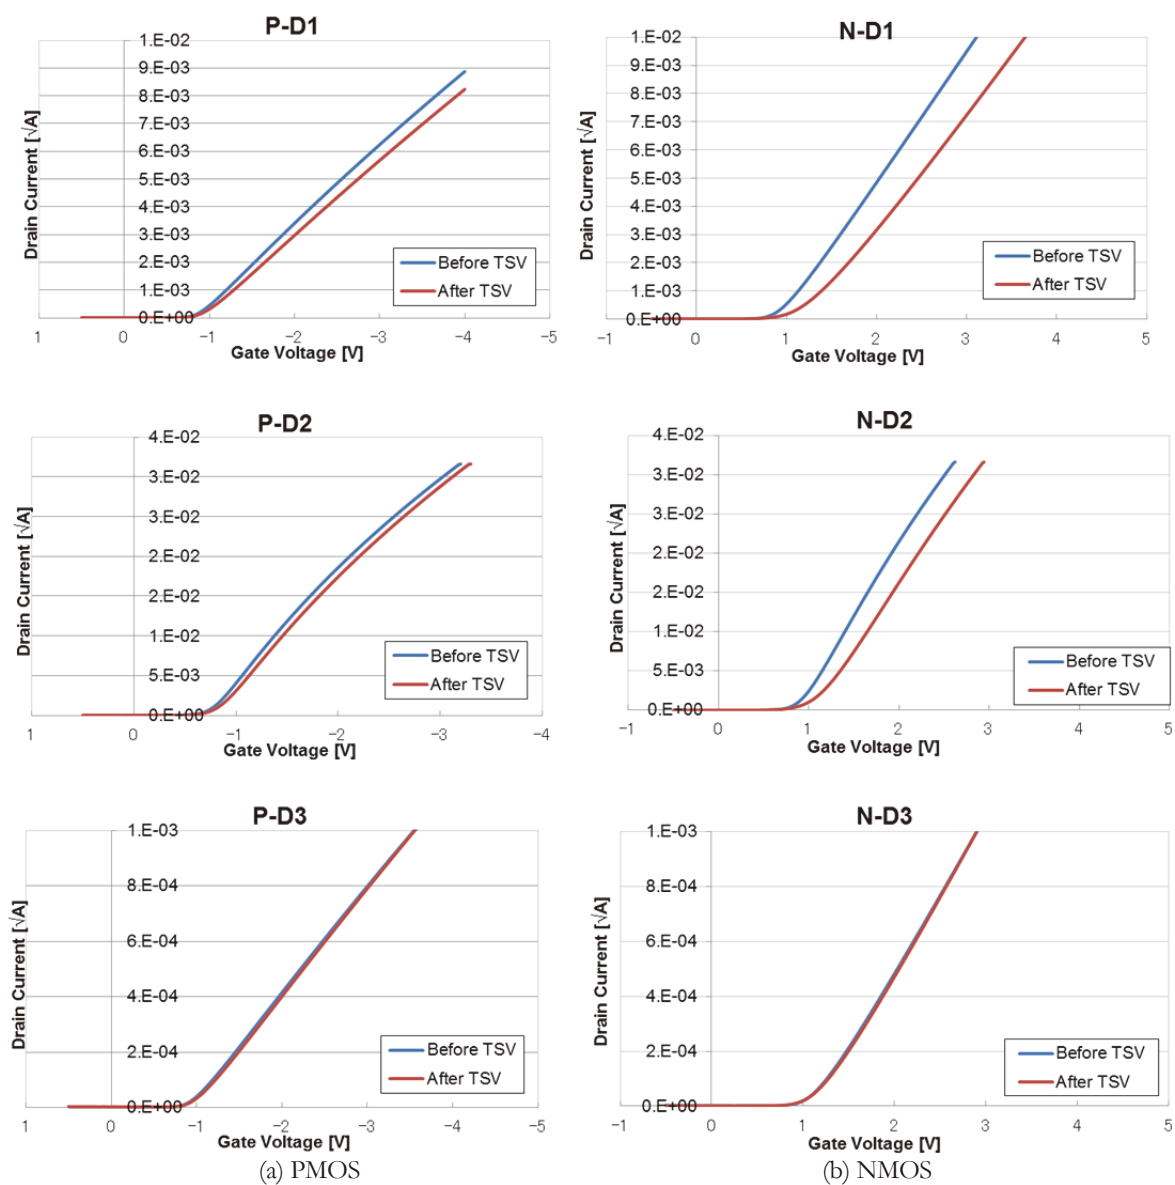 P-D1
1.E-02
9.E-03
8.E-03
7.E-03
6.E-03
5.E-03
4.E-03
3.E-03
2.E-03
1.E-03
0.E+00
Drain Current [√A]
Before TSV
After TSV
1 0 −1 −2 −3 −4 −5
Gate Voltage [V]
N-D1
1.E-02
9.E-03
8.E-03
7.E-03
6.E-03
5.E-03
4.E-03
3.E-03
2.E-03
1.E-03
0.E+00
Drain Current [√A]
Before TSV
After TSV
−1 0 1 2 3 4 5
Gate Voltage [V]
P-D2
4.E-02
3.E-02
3.E-02
2.E-02
2.E-02
1.E-02
5.E-03
0.E+00
Drain Current [√A]
Before TSV
After TSV
1 0 −1 −2 −3 −4
Gate Voltage [V]
N-D2
4.E-02
3.E-02
3.E-02
2.E-02
2.E-02
1.E-02
5.E-03
0.E+00
Drain Current [√A]
Before TSV
After TSV
−1 0 1 2 3 4 5
Gate Voltage [V]
P-D3
1.E-03
8.E-04
6.E-04
4.E-04
2.E-04
0.E+00
Drain Current [√A]
Before TSV
After TSV
1 0 −1 −2 −3 −4 −5
Gate Voltage [V]
(a) PMOS
N-D3
1.E-03
8.E-04
6.E-04
4.E-04
2.E-04
0.E+00
Drain Current [√A]
Before TSV
After TSV
−1 0 1 2 3 4 5
Gate Voltage [V]
(b) NMOS